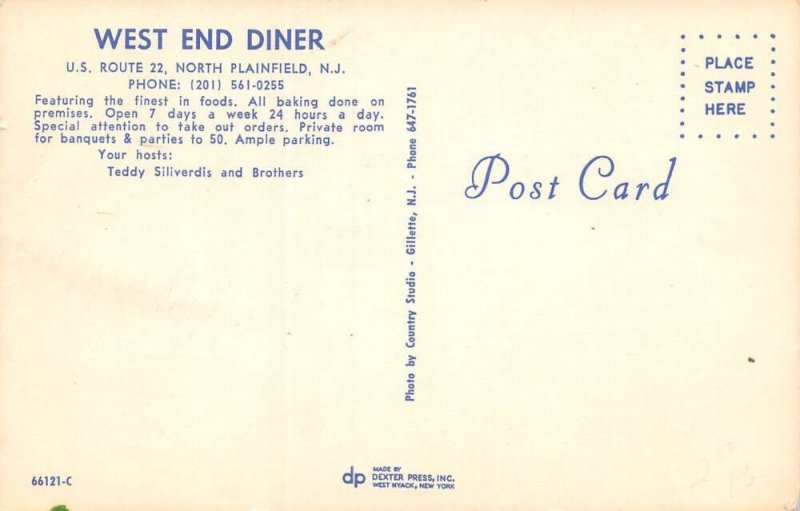 WEST END DINER
U.S. ROUTE 22, NORTH PLAINFIELD, N.J.
PHONE: (201) 561-0255
Featuring the finest in foods. All baking done on
premises. Open 7 days a week 24 hours a day.
Special attention to take out orders. Private room
for banquets & parties to 50. Ample parking.
Your hosts:
Teddy Siliverdis and Brothers
Photo by Country Studio - Gillette, N.J. - Phone 647-1761
PLACE
STAMP
HERE
Post Card
66121-C
dp
MADE BY
DEXTER PRESS, INC.
WEST NYACK, NEW YORK